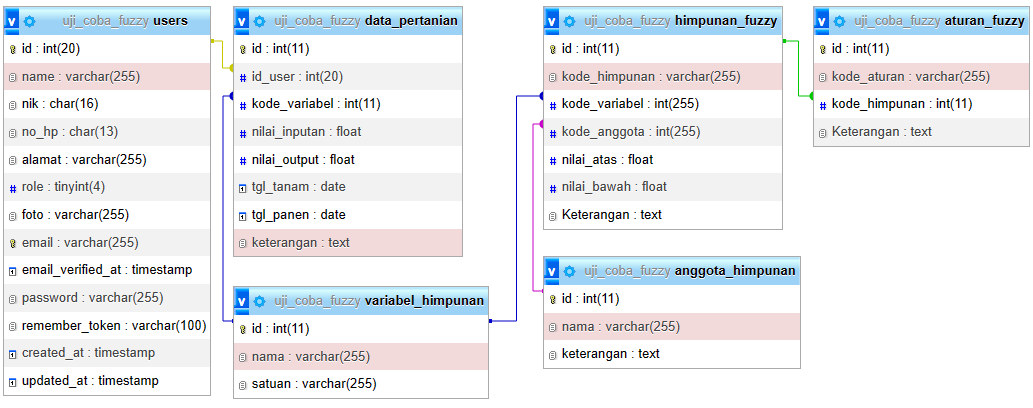 uji_coba_fuzzy users
id : int(20)
name : varchar(255)
nik : char(16)
no_hp : char(13)
alamat : varchar(255)
role : tinyint(4)
foto : varchar(255)
email : varchar(255)
email_verified_at : timestamp
password : varchar(255)
remember_token : varchar(100)
created_at : timestamp
updated_at : timestamp
uji_coba_fuzzy data_pertanian
id : int(11)
id_user : int(20)
kode_variabel : int(11)
nilai_inputan : float
nilai_output : float
tgl_tanam : date
tgl_panen : date
keterangan : text
uji_coba_fuzzy variabel_himpunan
id : int(11)
nama : varchar(255)
satuan : varchar(255)
uji_coba_fuzzy himpunan_fuzzy
id : int(11)
kode_himpunan : varchar(255)
kode_variabel : int(255)
kode_anggota : int(255)
nilai_atas : float
nilai_bawah : float
Keterangan : text
uji_coba_fuzzy anggota_himpunan
id : int(11)
nama : varchar(255)
keterangan : text
uji_coba_fuzzy aturan_fuzzy
id : int(11)
kode_aturan : varchar(255)
kode_himpunan : int(11)
Keterangan : text